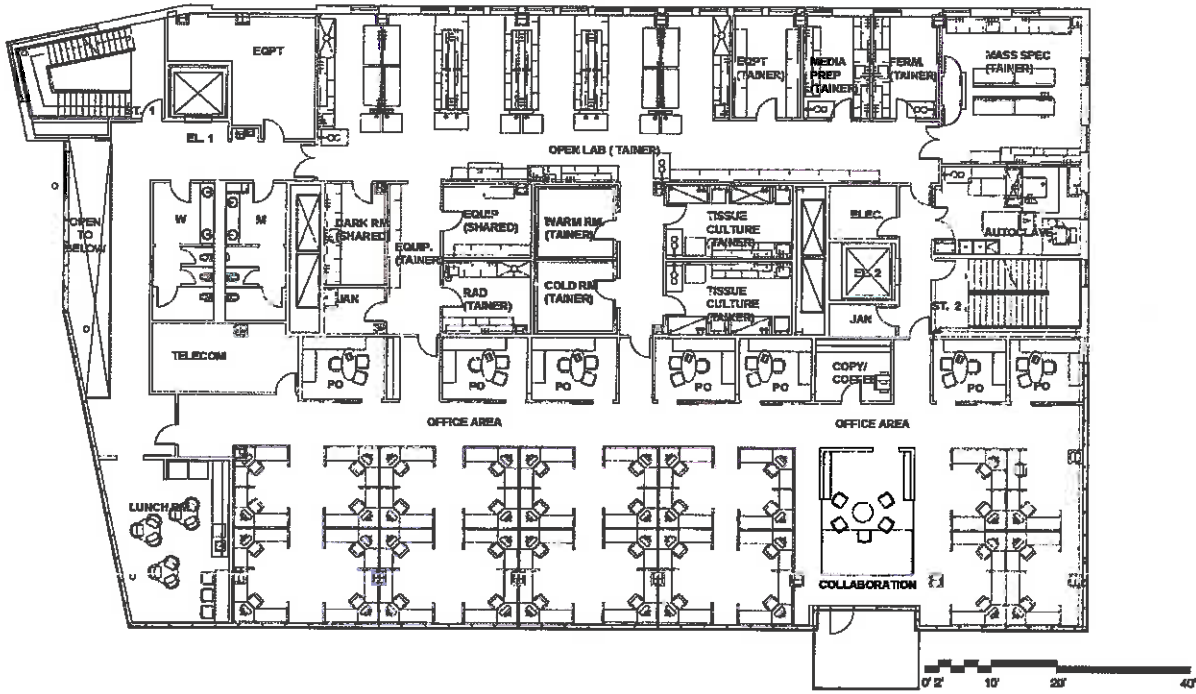 EQPT
ST. 1
EL. 1
EQPT
(TAINER)
MEDIA
PREP
(TAINER)
FERM.
(TAINER)
MASS SPEC
(TAINER)
OPEN LAB ( TAINER)
OPEN
TO
BELOW
W
M
DARK RM
(SHARED)
EQUIP.
(TAINER
EQUIP
(SHARED)
WARM RM
(TAINER)
TISSUE
CULTURE
(TAINER)
ELEC.
AUTOCLAVE
JAN
RAD
(TAINER)
COLD RM
(TAINER)
TISSUE
CULTURE
(TAINER)
EL. 2
ST. 2
JAN
TELECOM
PO
PO
PO
PO
PO
COPY/
COFFEE
PO
PO
OFFICE AREA
OFFICE AREA
LUNCH RM.
COLLABORATION
0' 2' 10' 20' 40'